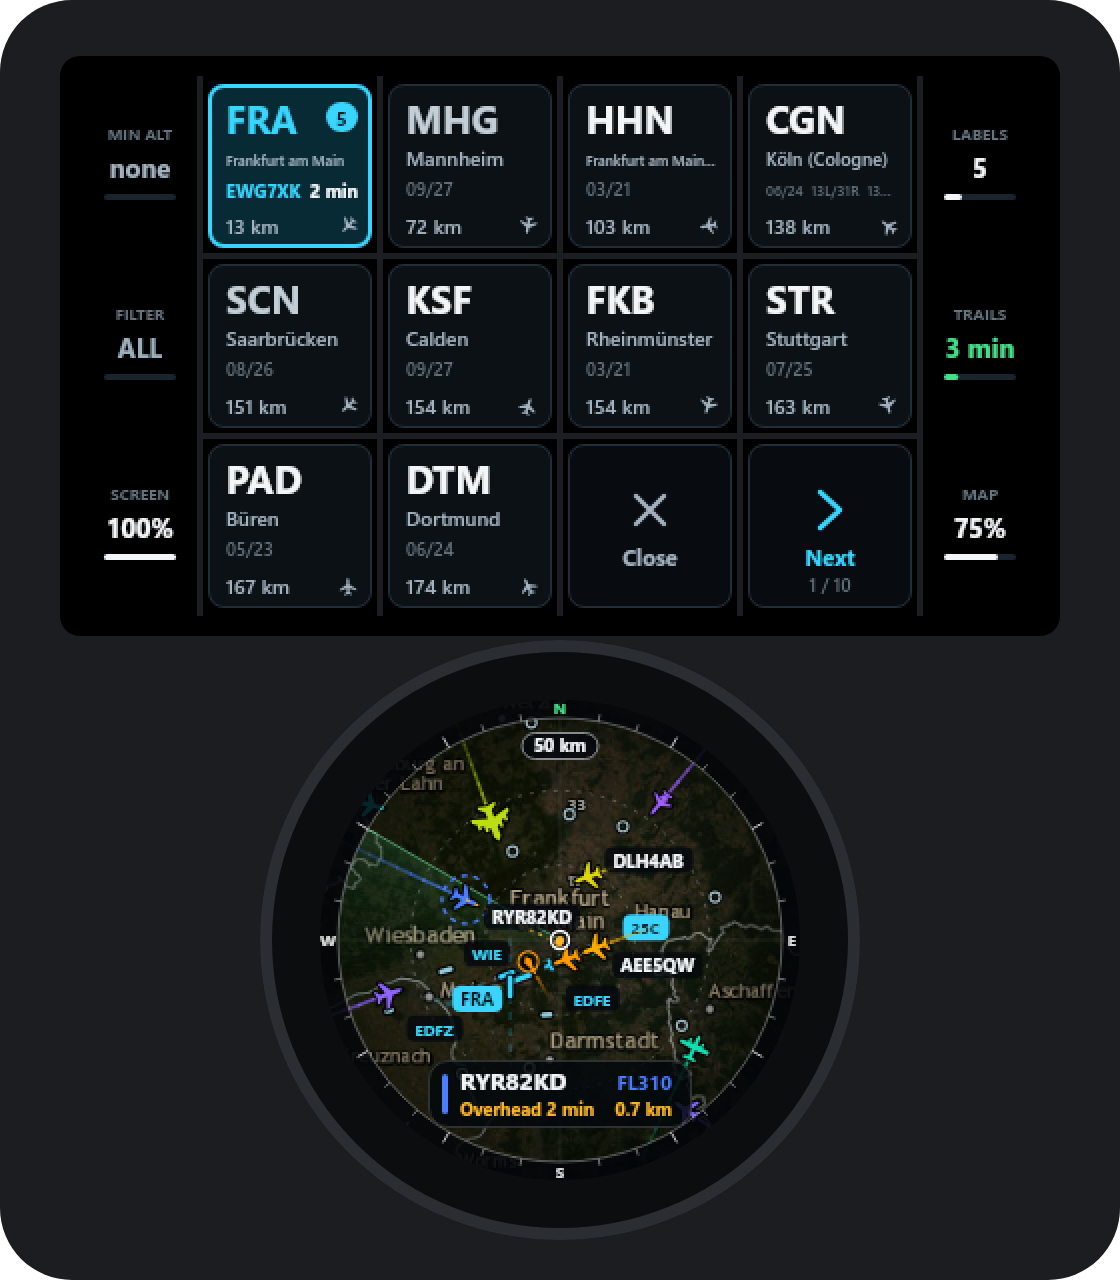 MIN ALT
none
FRA 5
Frankfurt am Main
EWG7XK 2 min
13 km
MHG
Mannheim
09/27
72 km
HHN
Frankfurt am Main...
03/21
103 km
CGN
Köln (Cologne)
06/24 13L/31R 13...
138 km
LABELS
5
FILTER
ALL
SCN
Saarbrücken
08/26
151 km
KSF
Calden
09/27
154 km
FKB
Rheinmünster
03/21
154 km
STR
Stuttgart
07/25
163 km
TRAILS
3 min
SCREEN
100%
PAD
Büren
05/23
167 km
DTM
Dortmund
06/24
174 km
Close
Next
1 / 10
MAP
75%
N
50 km
an
Lahn
33
DLH4AB
Frankfurt
RYR82KD
ain
Hanau
25C
Wiesbaden
W
E
WIE
AEE5QW
FRA
EDFE
Aschaff
EDFZ
Darmstadt
uznach
RYR82KD FL310
Overhead 2 min 0.7 km
S